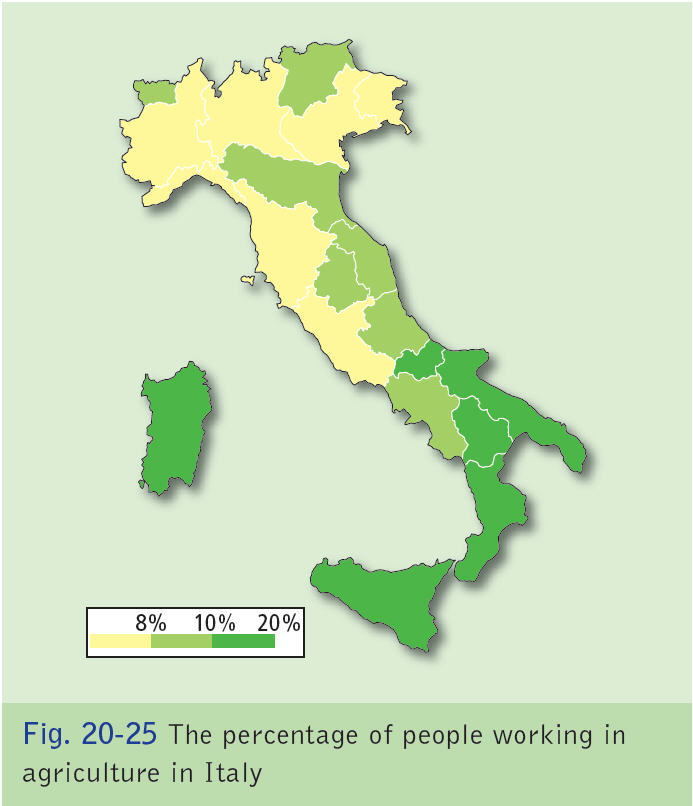 8% 10% 20%
Fig. 20-25 The percentage of people working in
agriculture in Italy